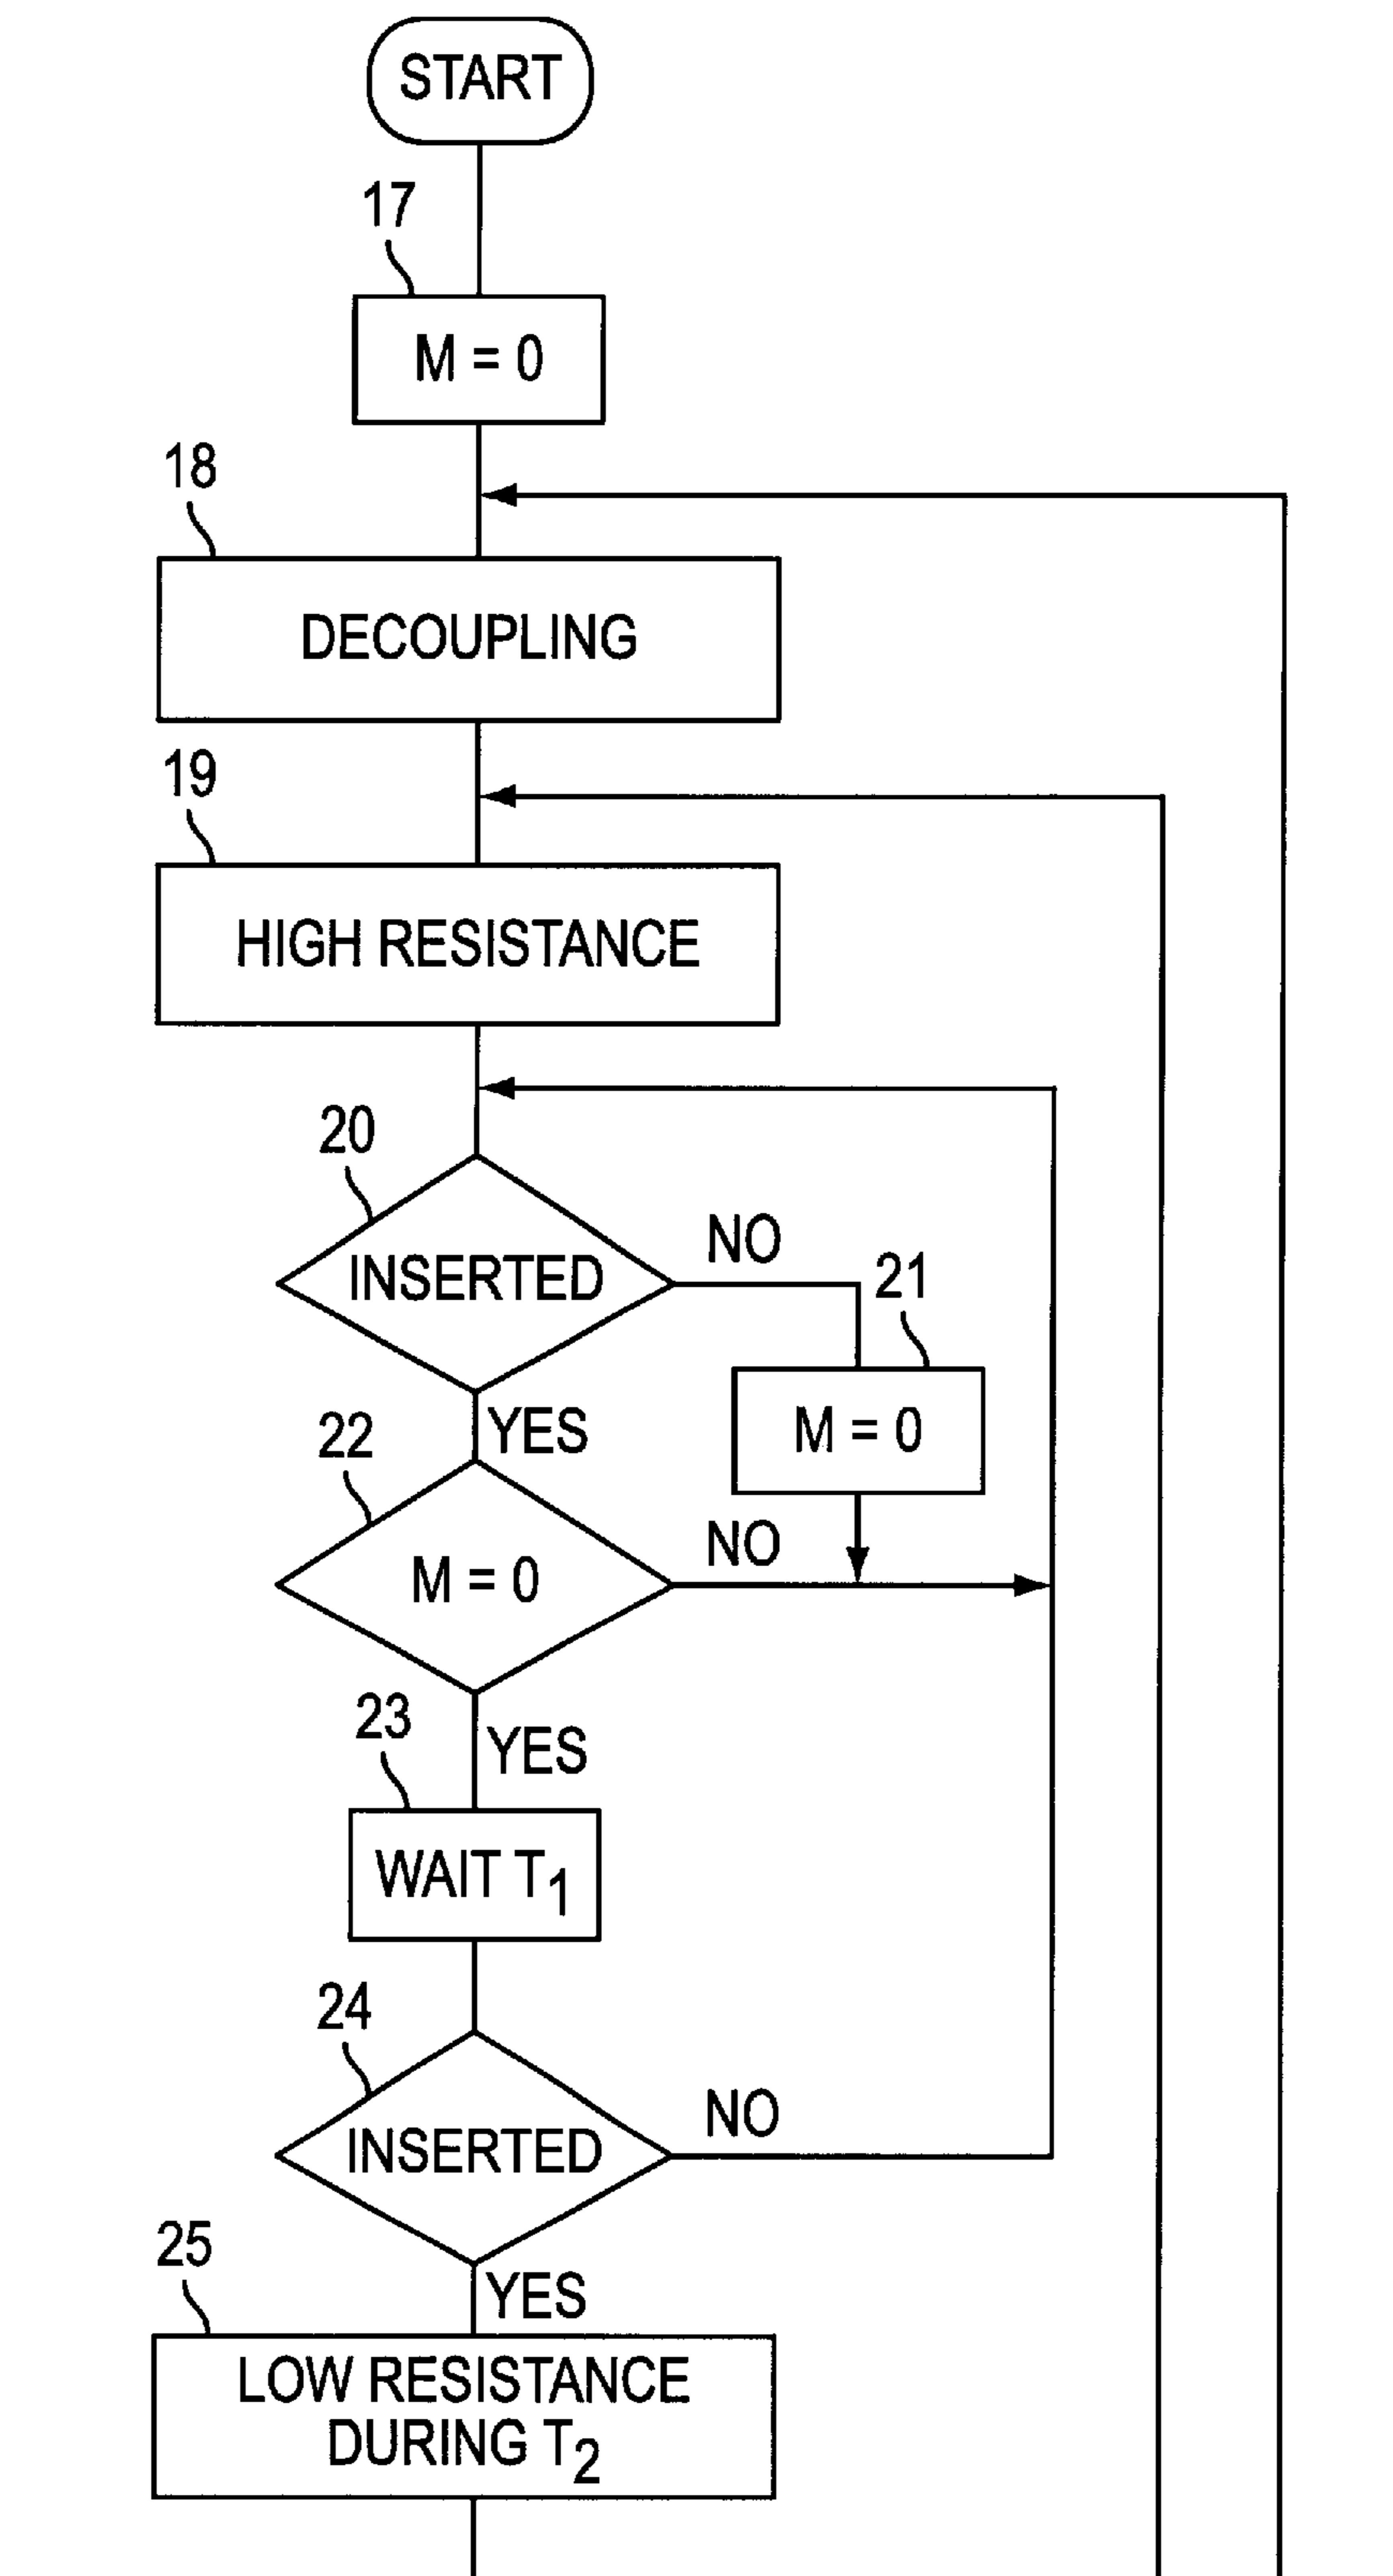 START
17
M = 0
18
DECOUPLING
19
HIGH RESISTANCE
20
INSERTED
NO
21
M = 0
YES
22
M = 0
NO
23
YES
WAIT T1
24
INSERTED
NO
25
YES
LOW RESISTANCE
DURING T2